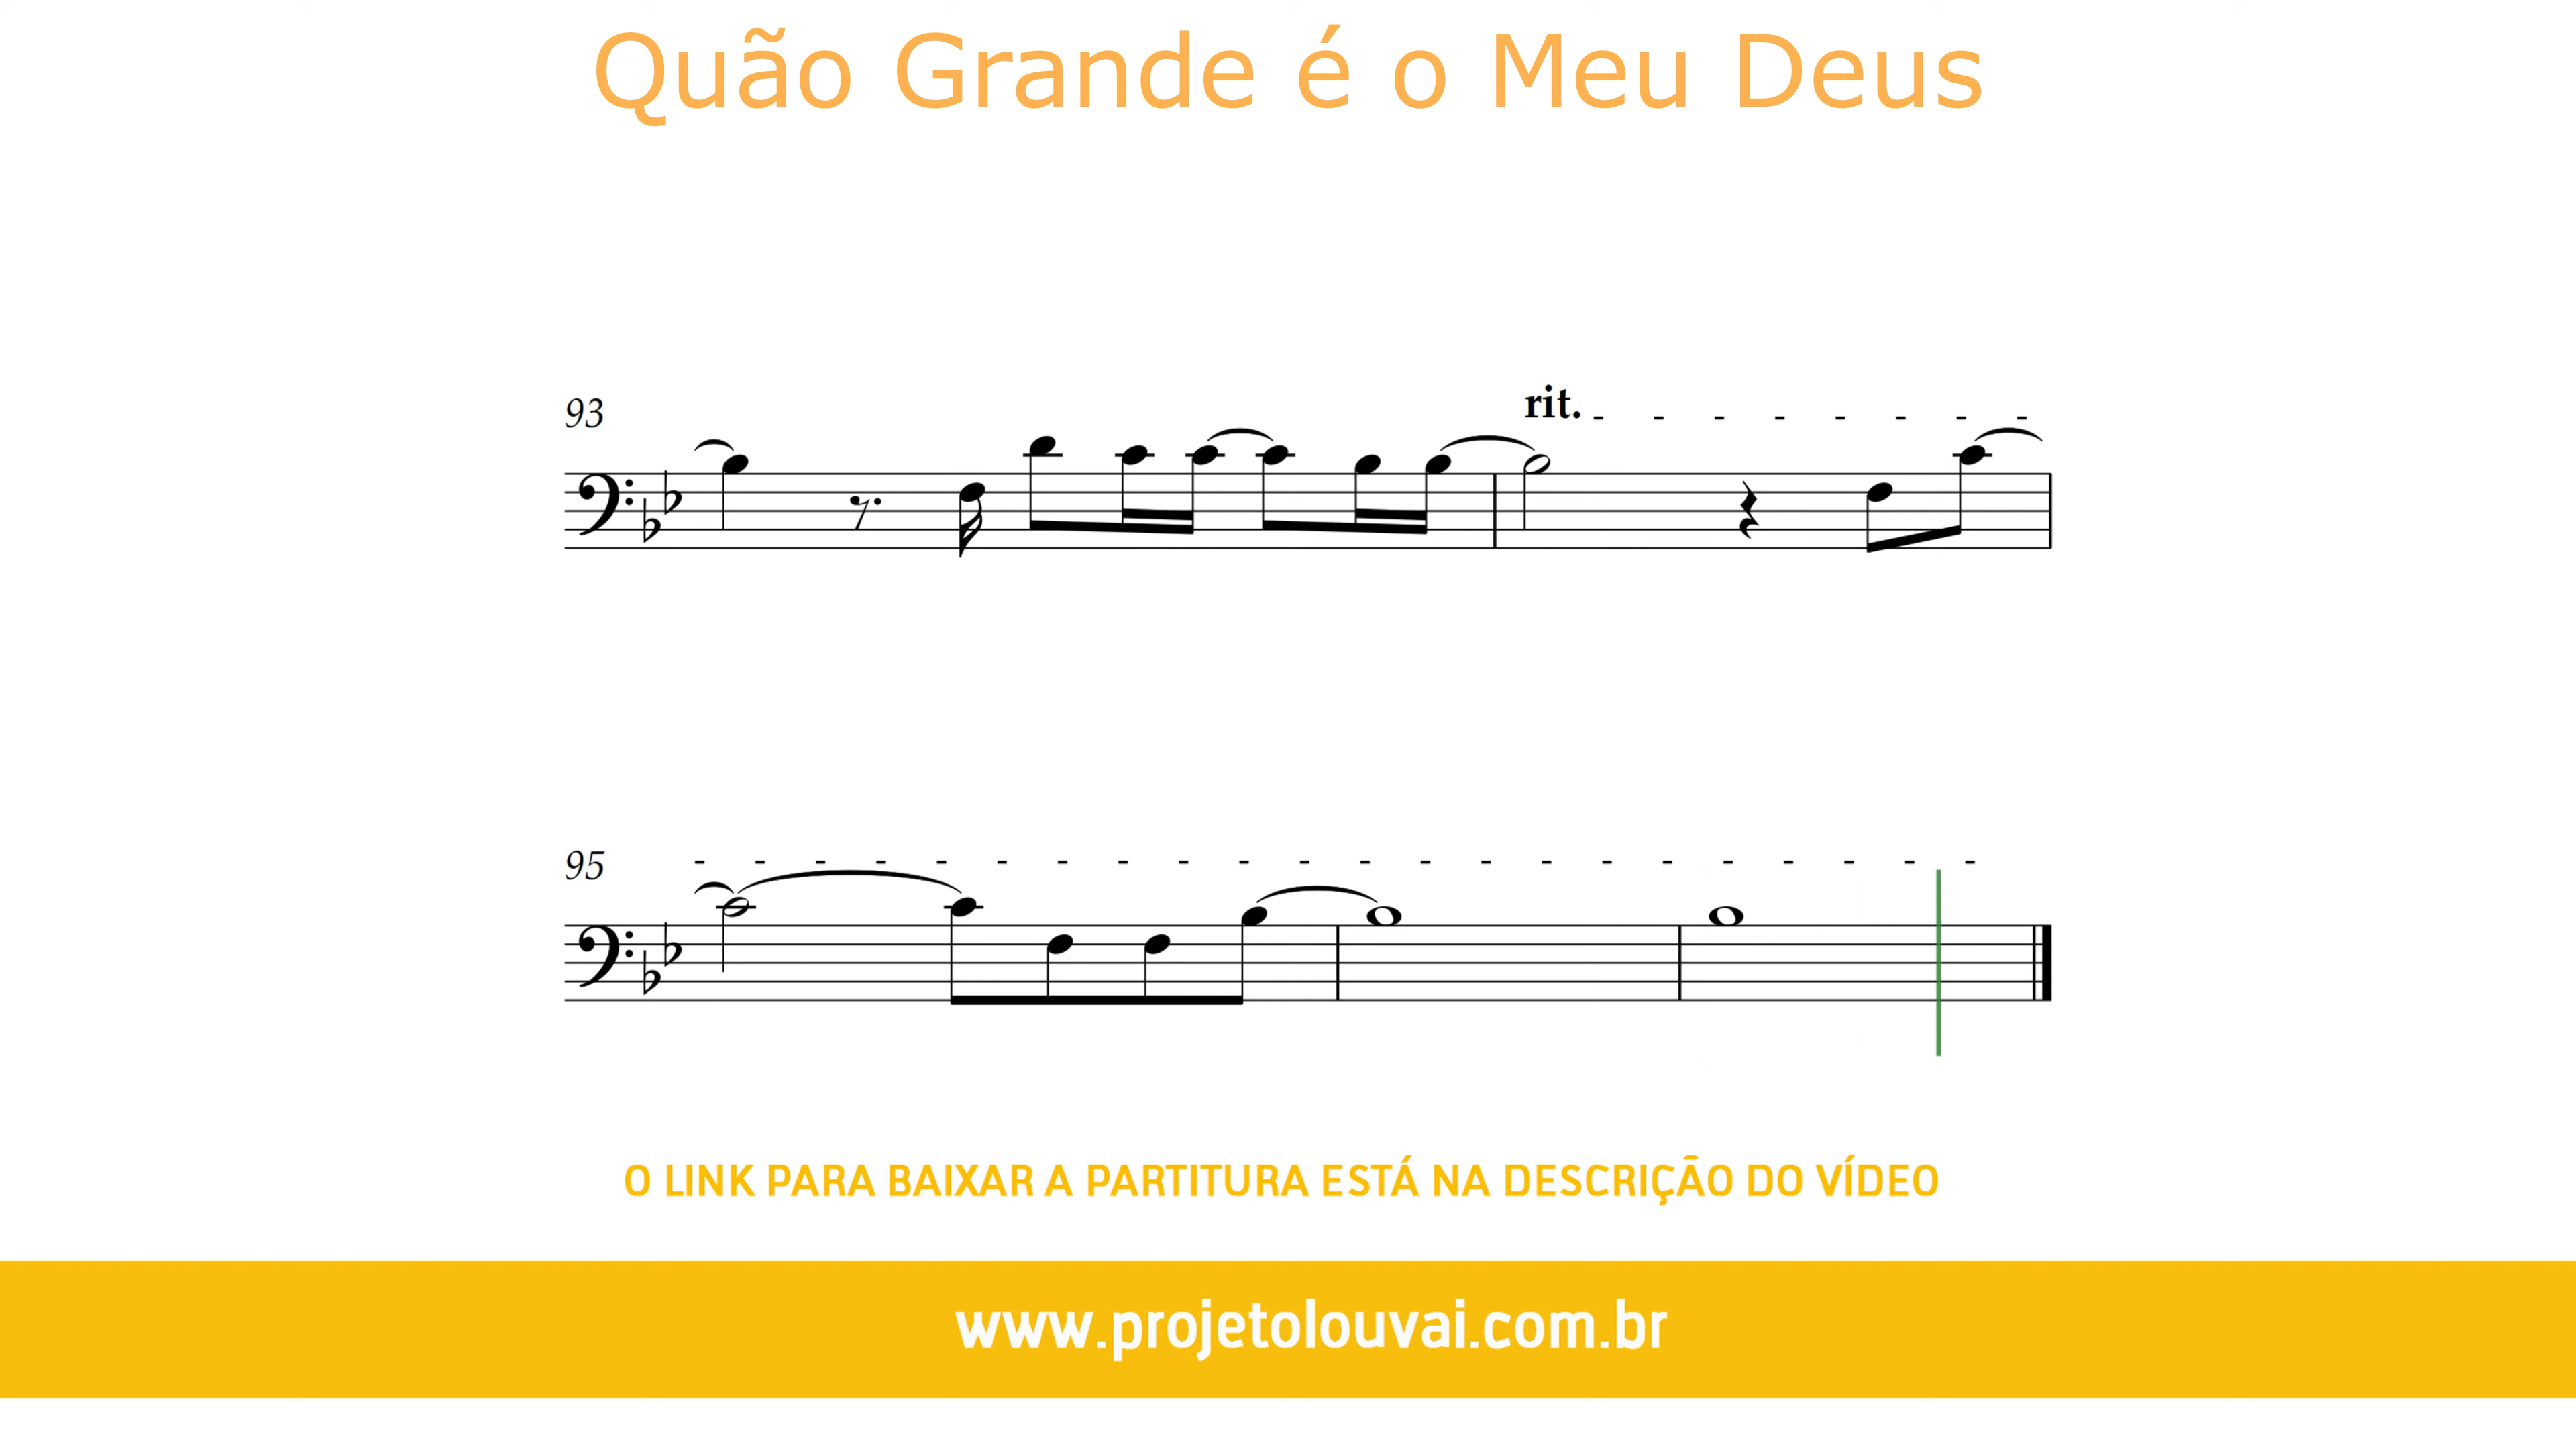 Quão Grande é o Meu Deus
93
rit.
95
O LINK PARA BAIXAR A PARTITURA ESTÁ NA DESCRIÇÃO DO VÍDEO
www.projetolouvai.com.br